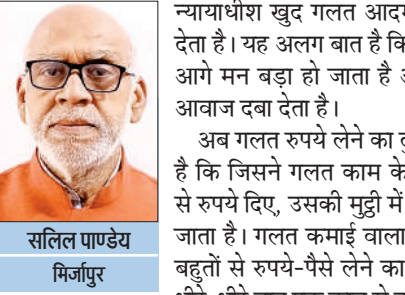 न्यायाधीश खुद गलत आदम
देता है। यह अलग बात है कि
आगे मन बड़ा हो जाता है अ
आवाज दबा देता है।
अब गलत रुपये लेने का दु
है कि जिसने गलत काम के
से रुपये दिए, उसकी मुट्ठी में
जाता है। गलत कमाई वाला
बहुतों से रुपये-पैसे लेने का
सलिल पाण्डेय
मिर्जापुर